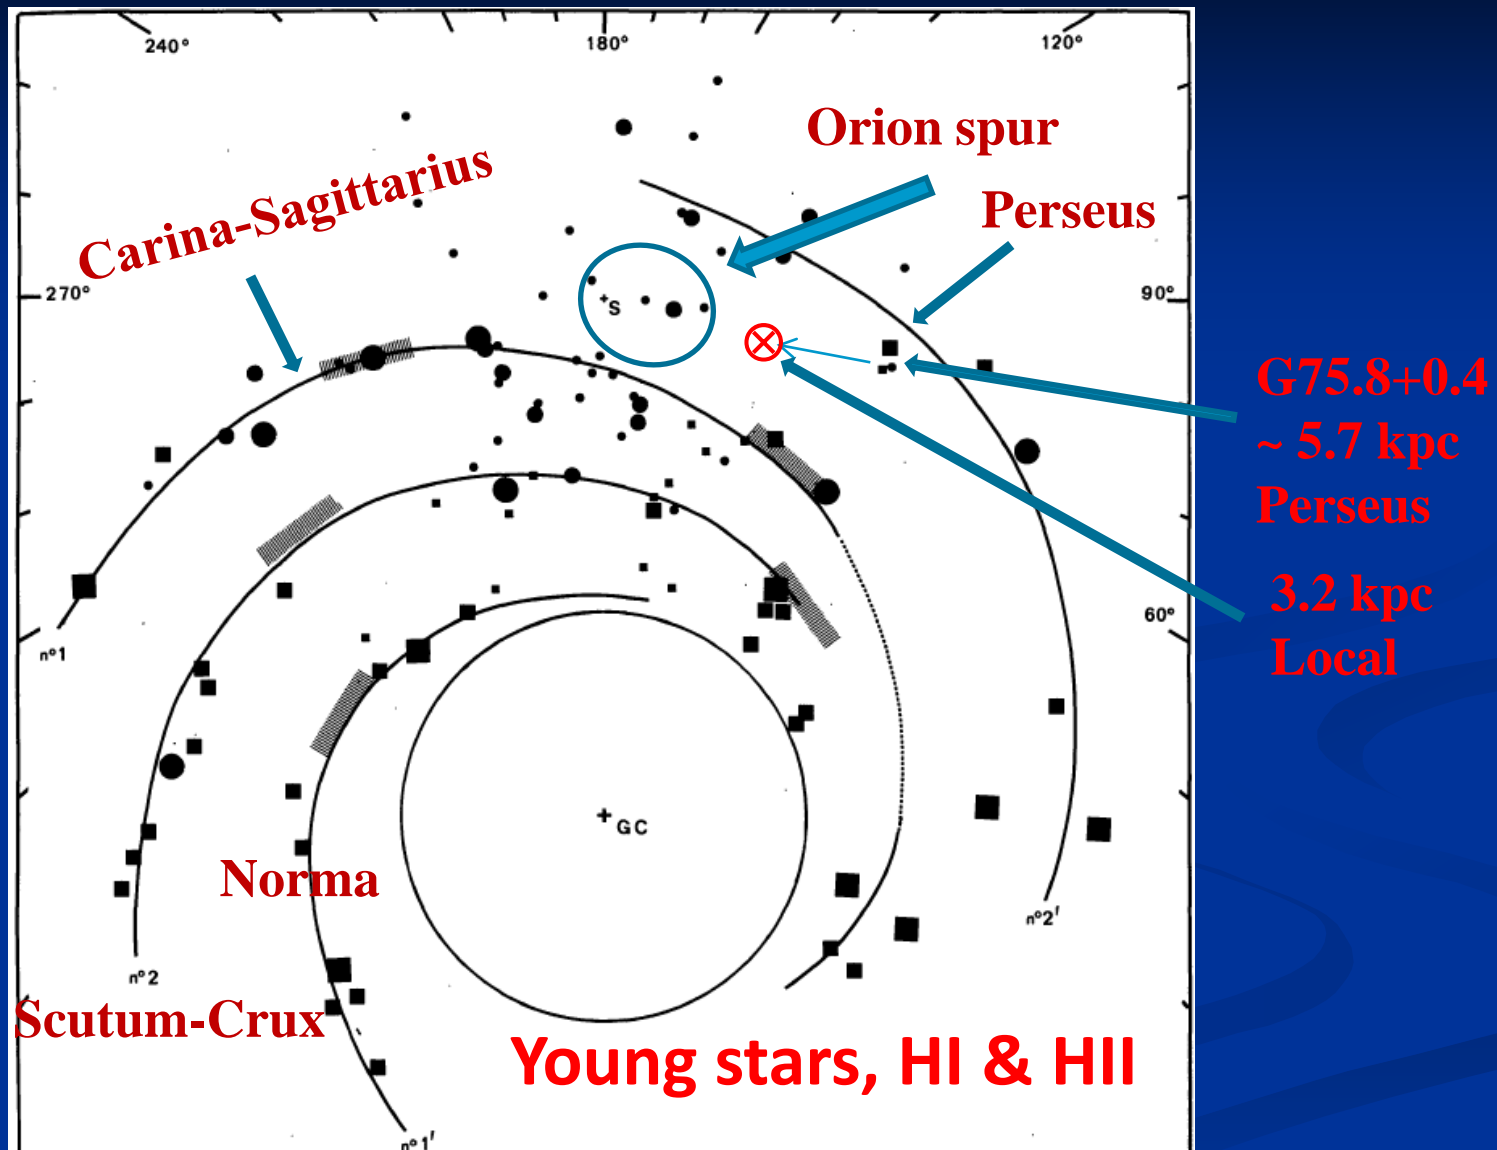 240°
180°
120°
Orion spur
Carina-Sagittarius
Perseus
270°
S
90°
G75.8+0.4
~ 5.7 kpc
Perseus
3.2 kpc
Local
60°
n°1
GC
Norma
n°2'
n°2
Scutum-Crux
Young stars, HI & HII
n°1'